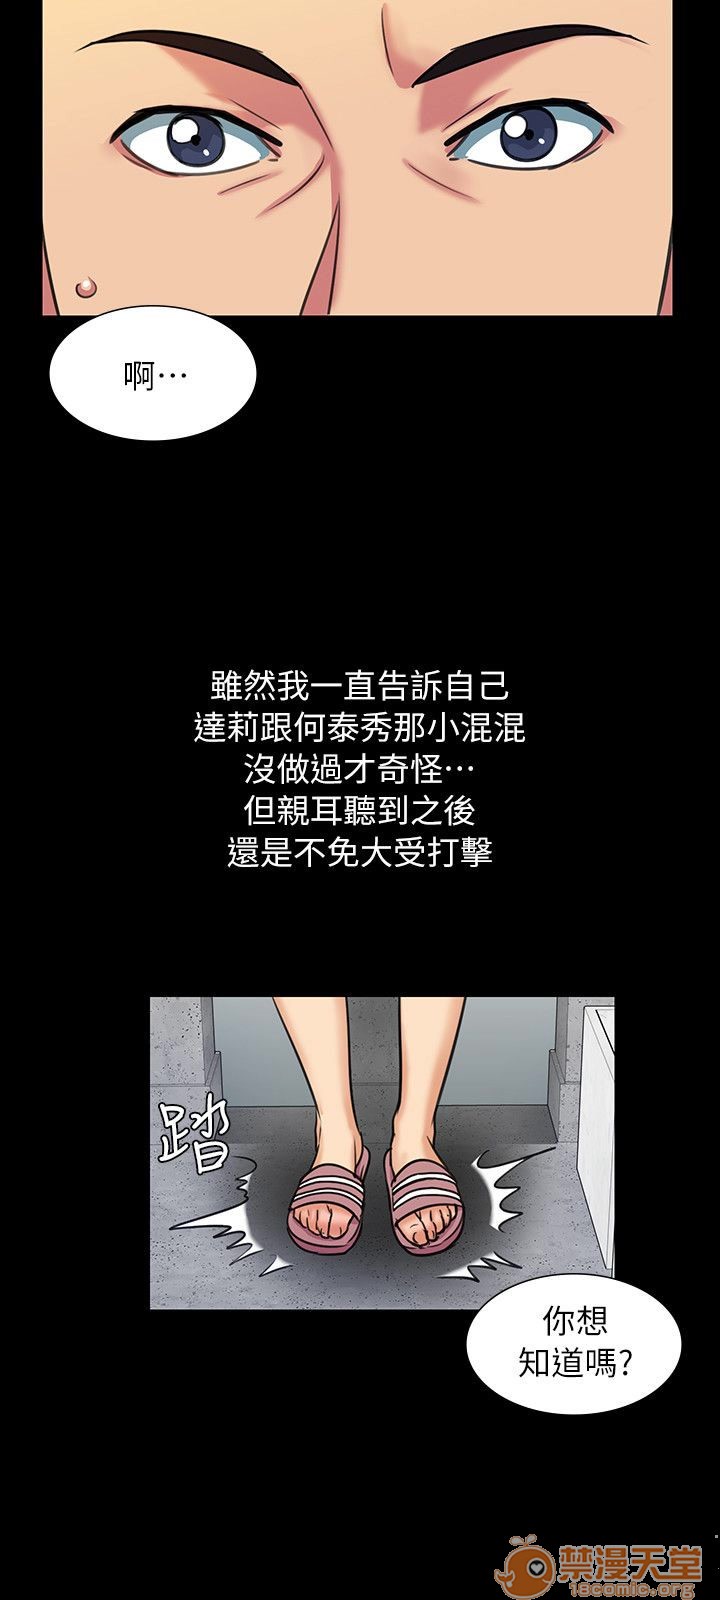 啊…
雖然我一直告訴自己
達莉跟何泰秀那小混混
沒做過才奇怪…
但親耳聽到之後
還是不免大受打擊
踏
你想
知道嗎?
禁漫天堂
18comic.org